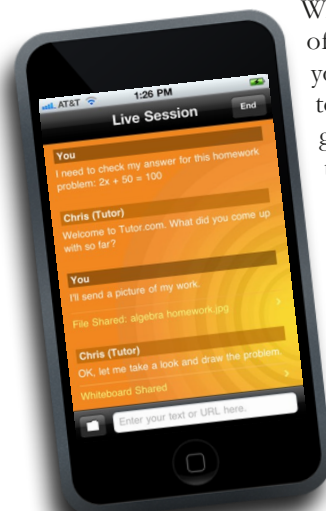 AT&T 1:26 PM
Live Session End
You
I need to check my answer for this homework
problem: 2x + 50 = 100
Chris (Tutor)
Welcome to Tutor.com. What did you come up
with so far?
You
I'll send a picture of my work.
File Shared: algebra homework.jpg
Chris (Tutor)
OK, let me take a look and draw the problem.
Whiteboard Shared
Enter your text or URL here.
W
of
yo
to
g